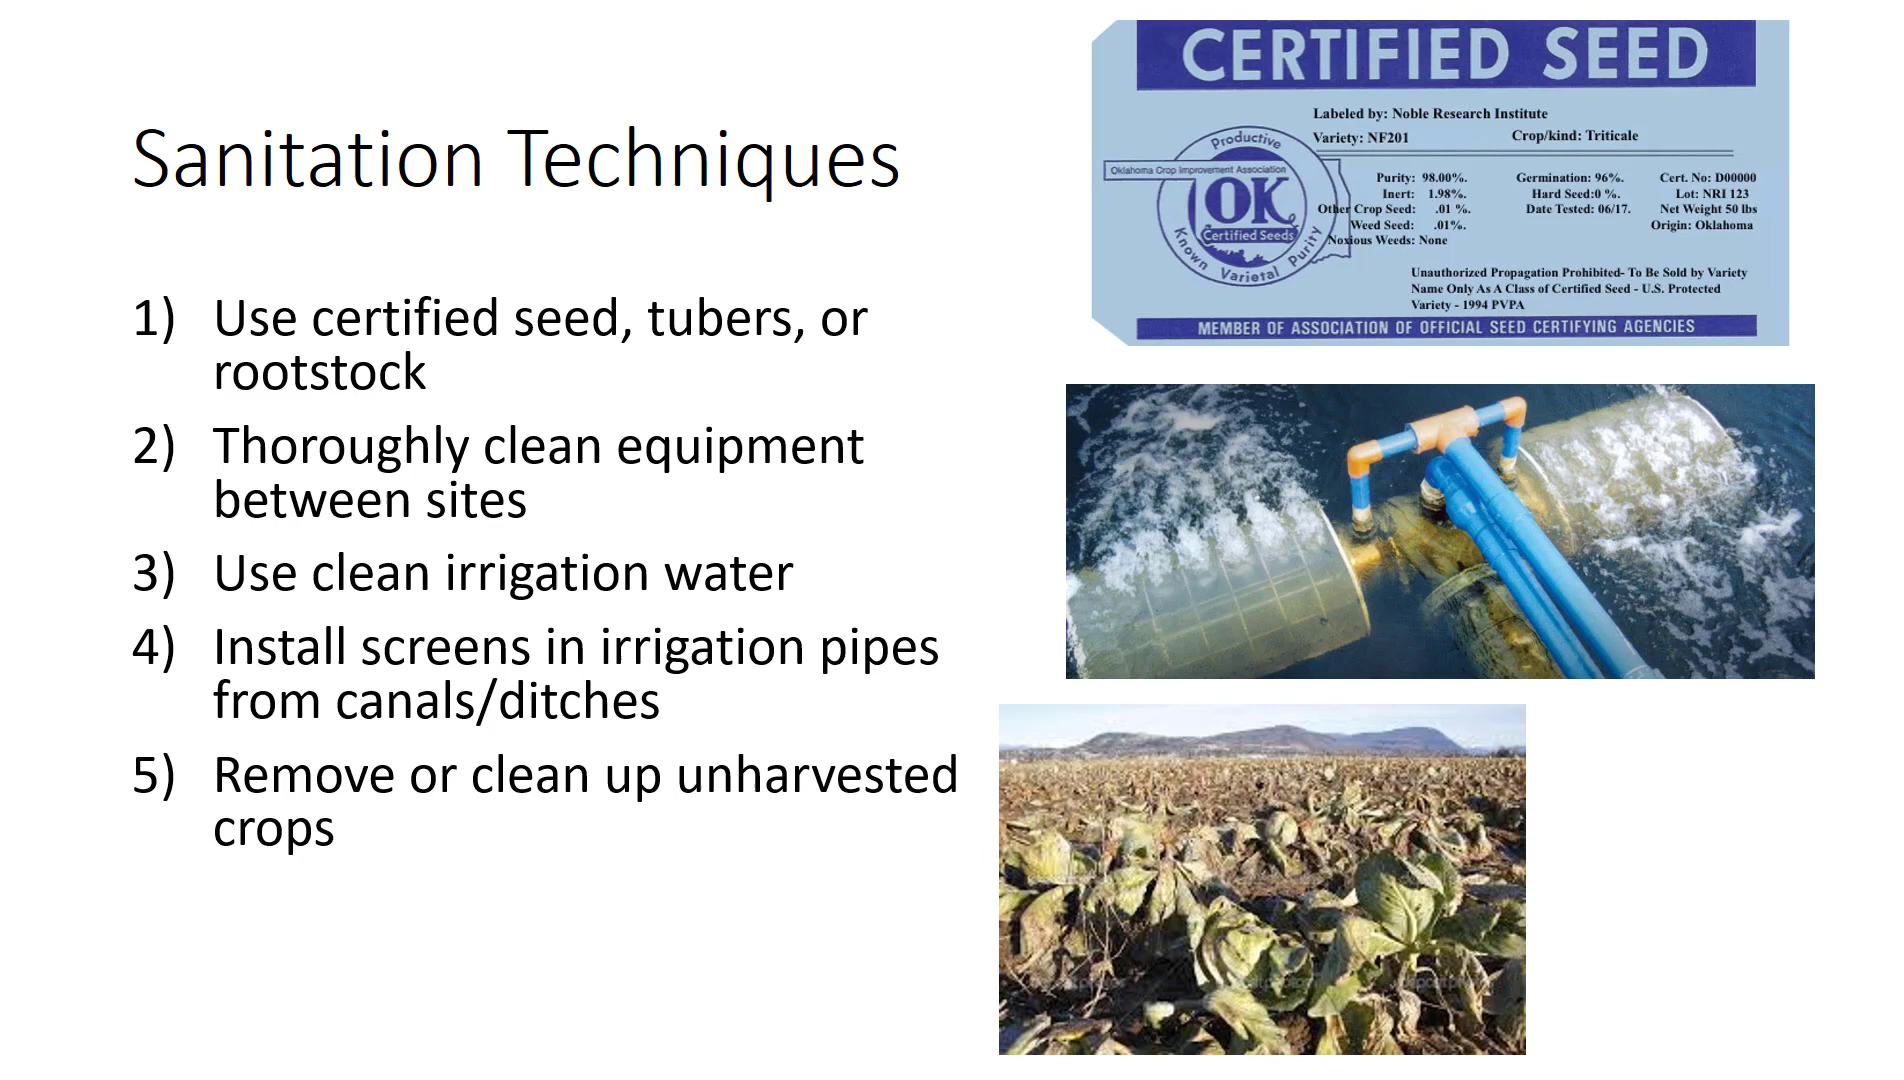 Sanitation Techniques
1) Use certified seed, tubers, or
rootstock
2) Thoroughly clean equipment
between sites
3) Use clean irrigation water
4) Install screens in irrigation pipes
from canals/ditches
5) Remove or clean up unharvested
crops
CERTIFIED SEED
Labeled by: Noble Research Institute
Variety: NF201 Crop/kind: Triticale
Productive
Oklahoma Crop Improvement Association
OK
Certified Seeds
Known Varietal Purity
Purity: 98.00%. Germination: 96%. Cert. No: D00000
Inert: 1.98%. Hard Seed:0 %. Lot: NRI 123
Other Crop Seed: .01 %. Date Tested: 06/17. Net Weight 50 lbs
Weed Seed: .01%. Origin: Oklahoma
Noxious Weeds: None
Unauthorized Propagation Prohibited- To Be Sold by Variety
Name Only As A Class of Certified Seed - U.S. Protected
Variety - 1994 PVPA
MEMBER OF ASSOCIATION OF OFFICIAL SEED CERTIFYING AGENCIES